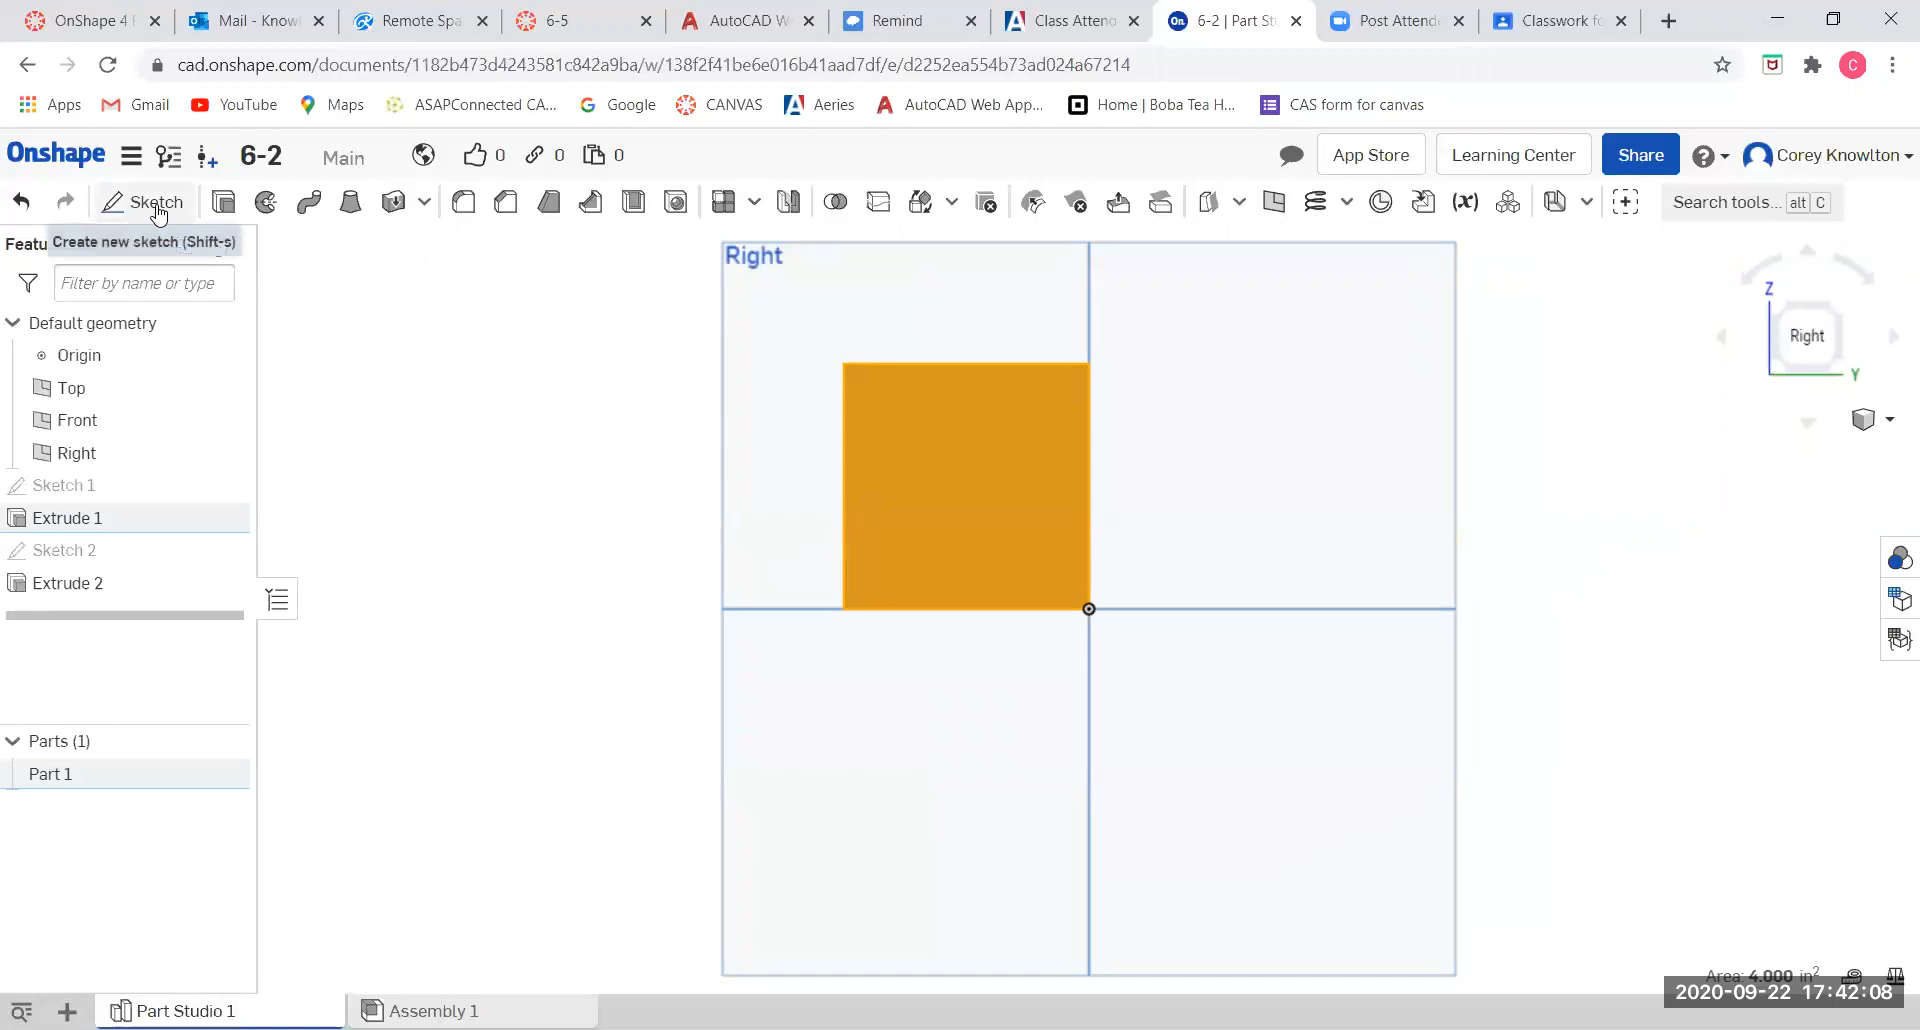 OnShape 4 F
Mail - Know
Remote Spa
6-5
AutoCAD W
Remind
Class Atten
6-2 | Part St
Post Attend
Classwork fo
cad.onshape.com/documents/1182b473d4243581c842a9ba/w/138f2f41be6e016b41aad7df/e/d2252ea554b73ad024a67214
C
Apps
Gmail
YouTube
Maps
ASAPConnected CA...
Google
CANVAS
Aeries
AutoCAD Web App...
Home | Boba Tea H...
CAS form for canvas
Onshape
6-2
Main
0
0
0
App Store
Learning Center
Share
Corey Knowlton
Sketch
(x)
Search tools... alt C
Featu
Create new sketch (Shift-s)
Filter by name or type
Default geometry
Origin
Top
Front
Right
Sketch 1
Extrude 1
Sketch 2
Extrude 2
Parts (1)
Part 1
Right
Z
Right
Y
Area: 4.000 in²
2020-09-22 17:42:08
Part Studio 1
Assembly 1